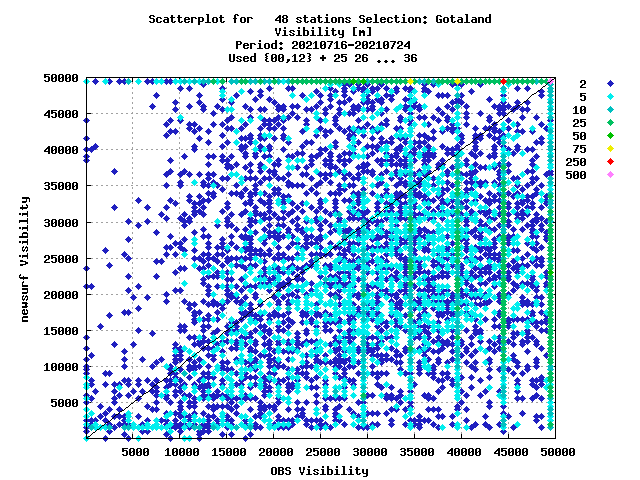 Scatterplot for   48 stations Selection: Gotaland
Visibility [m]
Period: 20210716-20210724
Used {00,12} + 25 26 ... 36
50000
45000
40000
35000
30000
25000
20000
15000
10000
5000
newsurf Visibility
5000 10000 15000 20000 25000 30000 35000 40000 45000 50000
OBS Visibility
2
5
10
25
50
75
250
500